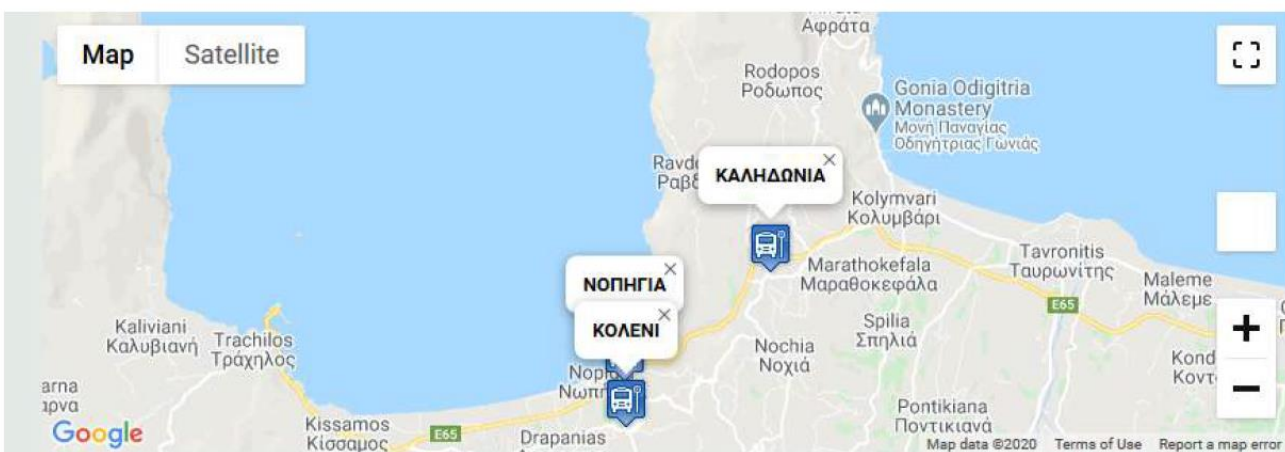 Αφράτα
Map Satellite
Rodopos
Ροδωπος
Gonia Odigitria
Monastery
Μονή Παναγίας
Οδηγήτριας Γωνιάς
ΚΑΛΗΔΩΝΙΑ
Kolymvari
Κολυμβάρι
Tavronitis
Ταυρωνίτης
Marathokefala
Μαραθοκεφάλα
Maleme
Μάλεμε
ΝΟΠΗΓΙΑ
ΚΟΛΕΝΙ
E65
Kaliviani
Καλυβιανή
Trachilos
Τράχηλος
Spilia
Σπηλιά
Nochia
Νοχιά
Pontikiana
Ποντικιανά
Kissamos
Κίσσαμος
E65
Drapanias
Google
Map data ©2020 Terms of Use Report a map error